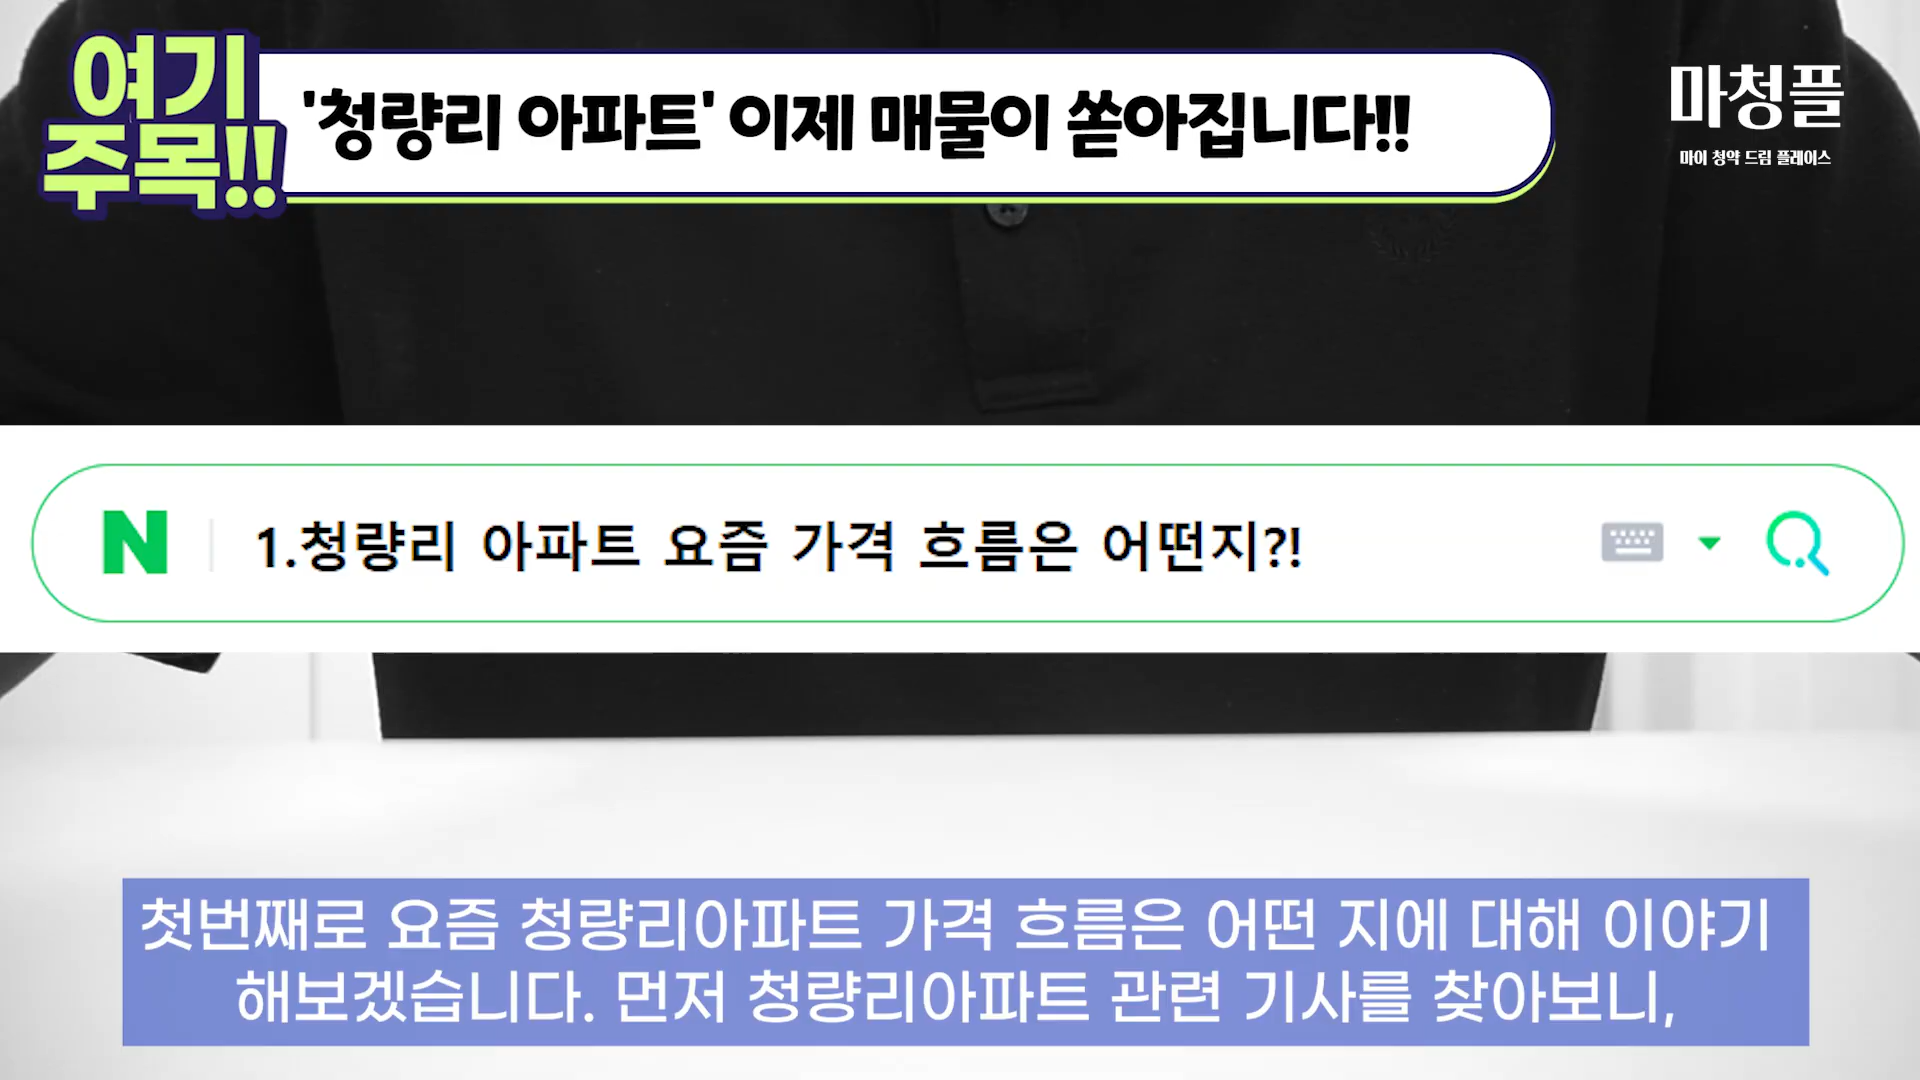 여기
주목!!
'청량리 아파트' 이제 매물이 쏟아집니다!!
마청플
마이 청약 드림 플레이스
N 1.청량리 아파트 요즘 가격 흐름은 어떤지?!
첫번째로 요즘 청량리아파트 가격 흐름은 어떤 지에 대해 이야기
해보겠습니다. 먼저 청량리아파트 관련 기사를 찾아보니,